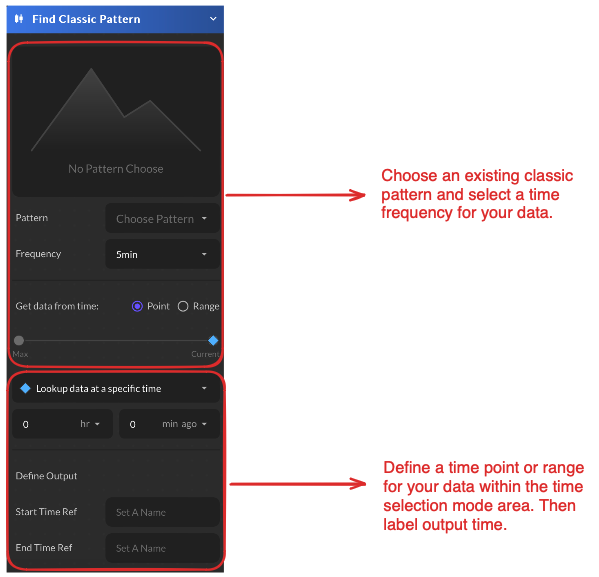 Find Classic Pattern
No Pattern Choose
Choose an existing classic
pattern and select a time
frequency for your data.
Pattern
Choose Pattern
Frequency
5min
Get data from time:
Point
Range
Max
Current
Lookup data at a specific time
0 hr
0 min ago
Define a time point or range
for your data within the time
selection mode area. Then
label output time.
Define Output
Start Time Ref
Set A Name
End Time Ref
Set A Name